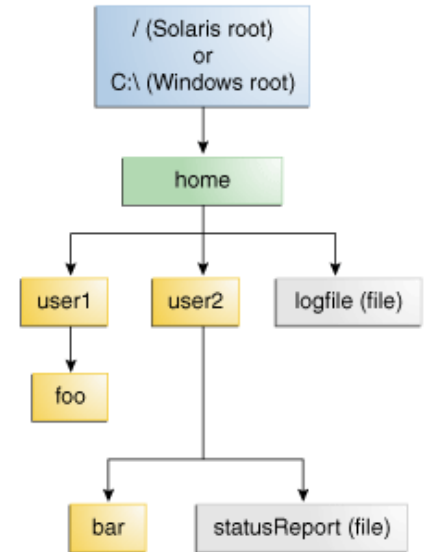 / (Solaris root)
or
C:\ (Windows root)
home
user1
user2
logfile (file)
foo
bar
statusReport (file)